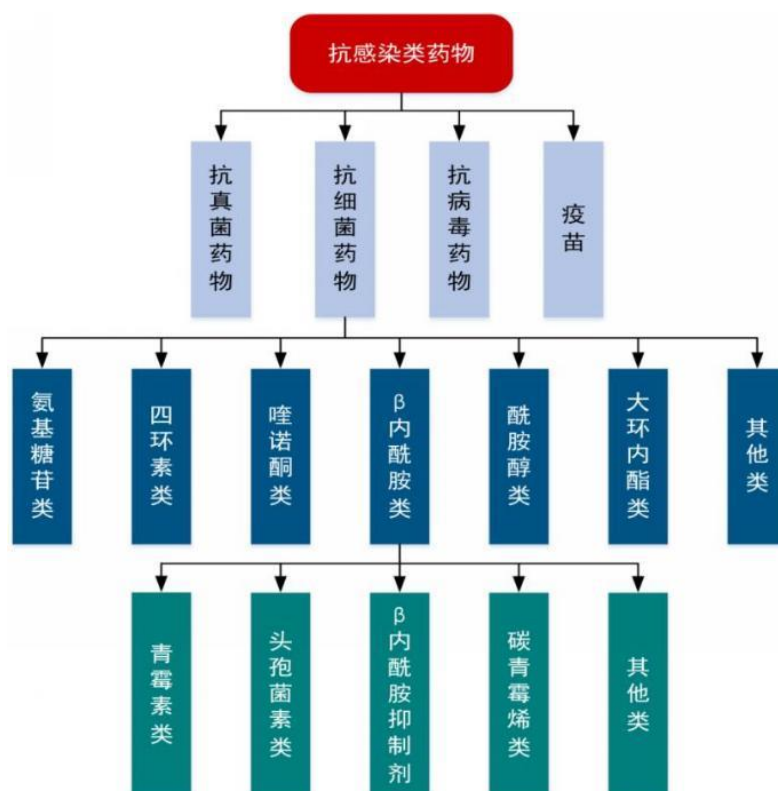 抗感染类药物
抗真菌药物
抗细菌药物
抗病毒药物
疫苗
氨基糖苷类
四环素类
喹诺酮类
β内酰胺类
酰胺醇类
大环内酯类
其他类
青霉素类
头孢菌素类
β内酰胺抑制剂
碳青霉烯类
其他类